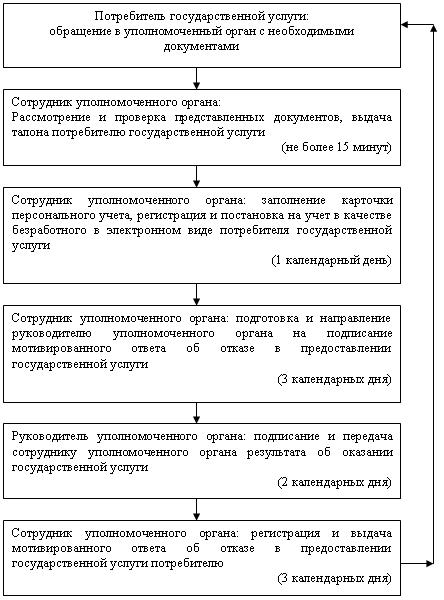 Потребитель государственной услуги:
обращение в уполномоченный орган с необходимыми
документами
Сотрудник уполномоченного органа:
Рассмотрение и проверка представленных документов, выдача
талона потребителю государственной услуги
(не более 15 минут)
Сотрудник уполномоченного органа: заполнение карточки
персонального учета, регистрация и постановка на учет в качестве
безработного в электронном виде потребителя государственной
услуги
(1 календарный день)
Сотрудник уполномоченного органа: подготовка и направление
руководителю уполномоченного органа на подписание
мотивированного ответа об отказе в предоставлении
государственной услуги
(3 календарных дня)
Руководитель уполномоченного органа: подписание и передача
сотруднику уполномоченного органа результата об оказании
государственной услуги
(2 календарных дня)
Сотрудник уполномоченного органа: регистрация и выдача
мотивированного ответа об отказе в предоставлении
государственной услуги потребителю
(3 календарных дня)